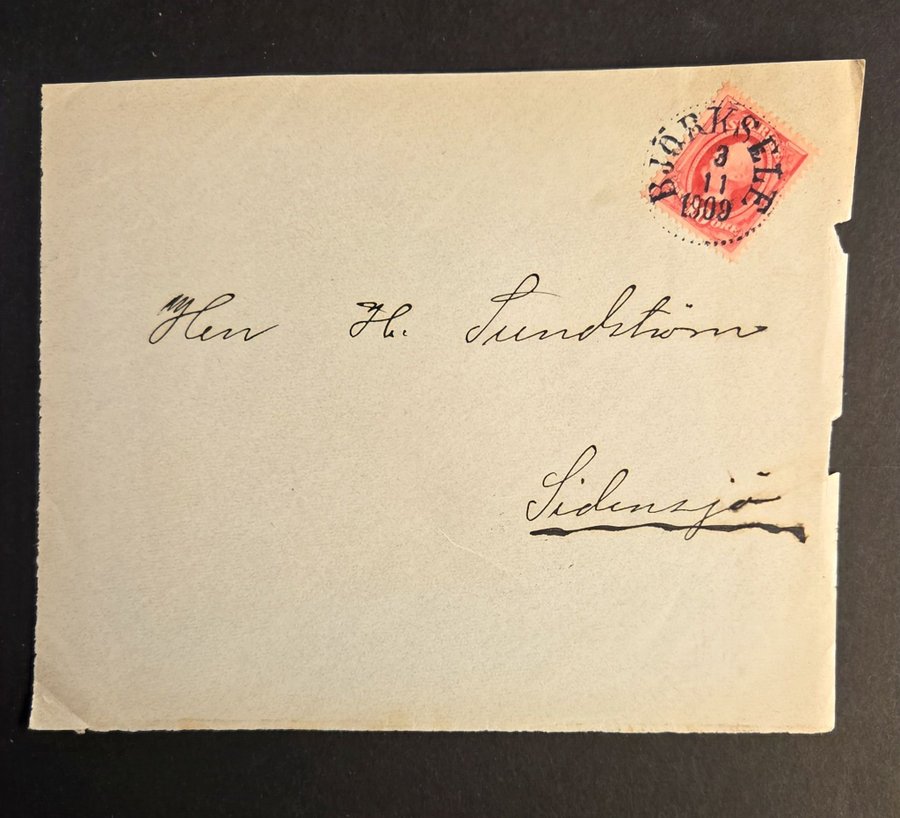 BJÖRKSELE
3
11
1909
Herr H. Sundström
Sidensjö